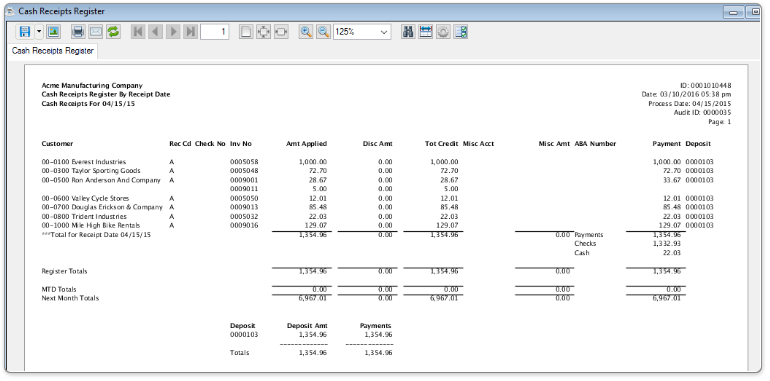 Cash Receipts Register
1 125%
Cash Receipts Register
Acme Manufacturing Company ID: 0001010448
Cash Receipts Register By Receipt Date Date: 03/10/2016 05:38 pm
Cash Receipts For 04/15/15 Process Date: 04/15/2015
Audit ID: 0000035
Page: 1
Customer Rec Cd Check No Inv No Amt Applied Disc Amt Tot Credit Misc Acct Misc Amt ABA Number Payment Deposit
00-0100 Everest Industries A 0005058 1,000.00 0.00 1,000.00 1,000.00 0000103
00-0300 Taylor Sporting Goods A 0005048 72.70 0.00 72.70 72.70 0000103
00-0500 Ron Anderson And Company A 0009001 28.67 0.00 28.67 33.67 0000103
0009011 5.00 0.00 5.00
00-0600 Valley Cycle Stores A 0005050 12.01 0.00 12.01 12.01 0000103
00-0700 Douglas Erickson & Company A 0009013 85.48 0.00 85.48 85.48 0000103
00-0800 Trident Industries A 0005032 22.03 0.00 22.03 22.03 0000103
00-1000 Mile High Bike Rentals A 0009016 129.07 0.00 129.07 129.07 0000103
***Total for Receipt Date 04/15/15 1,354.96 0.00 1,354.96 0.00 Payments 1,354.96
Checks 1,332.93
Cash 22.03
Register Totals 1,354.96 0.00 1,354.96 0.00 1,354.96
MTD Totals 0.00 0.00 0.00 0.00 0.00
Next Month Totals 6,967.01 0.00 6,967.01 0.00 6,967.01
Deposit Deposit Amt Payments
0000103 1,354.96 1,354.96
------------- -------------
Totals 1,354.96 1,354.96